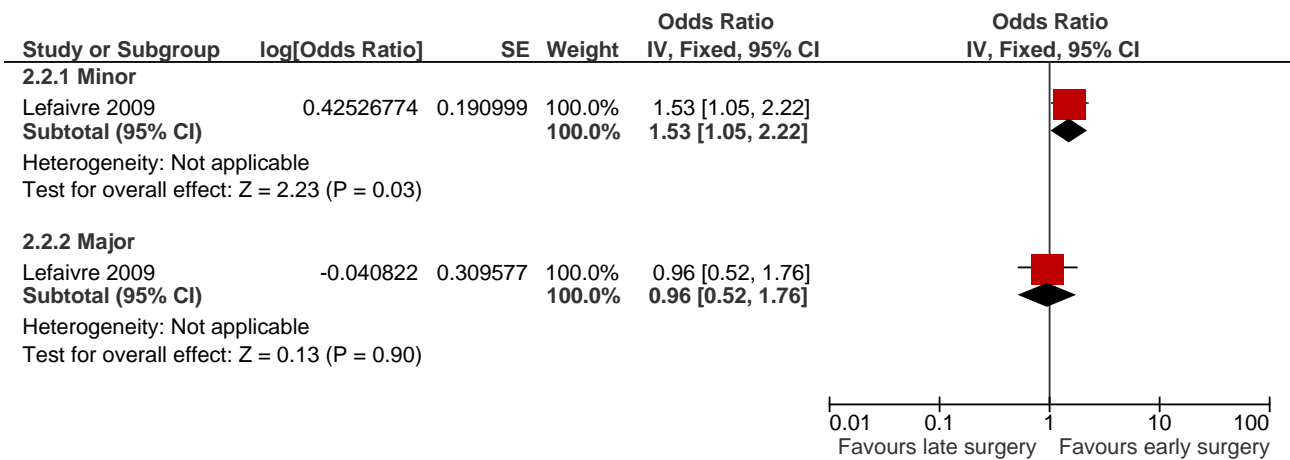 Odds Ratio Odds Ratio
Study or Subgroup log[Odds Ratio] SE Weight IV, Fixed, 95% CI IV, Fixed, 95% CI
2.2.1 Minor
Lefaivre 2009 0.42526774 0.190999 100.0% 1.53 [1.05, 2.22]
Subtotal (95% CI) 100.0% 1.53 [1.05, 2.22]
Heterogeneity: Not applicable
Test for overall effect: Z = 2.23 (P = 0.03)
2.2.2 Major
Lefaivre 2009 -0.040822 0.309577 100.0% 0.96 [0.52, 1.76]
Subtotal (95% CI) 100.0% 0.96 [0.52, 1.76]
Heterogeneity: Not applicable
Test for overall effect: Z = 0.13 (P = 0.90)
0.01 0.1 1 10 100
Favours late surgery Favours early surgery